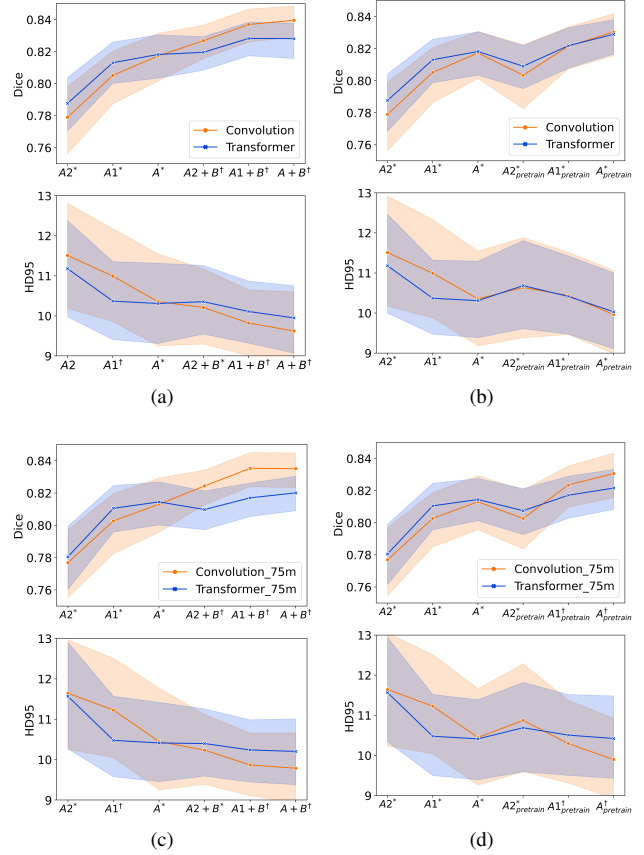 0.84
0.82
0.80
0.78
0.76
Dice
Convolution
Transformer
A2* A1* A* A2 + B† A1 + B† A + B†
13
12
11
10
9
HD95
A2 A1† A* A2 + B* A1 + B† A + B†
(a)
0.84
0.82
0.80
0.78
0.76
Dice
Convolution
Transformer
A2* A1* A* A2*pretrain A1*pretrain A*pretrain
13
12
11
10
9
HD95
A2* A1* A* A2*pretrain A1*pretrain A*pretrain
(b)
0.84
0.82
0.80
0.78
0.76
Dice
Convolution_75m
Transformer_75m
A2* A1* A* A2 + B† A1 + B† A + B†
13
12
11
10
9
HD95
A2* A1† A* A2 + B* A1 + B† A + B†
(c)
0.84
0.82
0.80
0.78
0.76
Dice
Convolution_75m
Transformer_75m
A2* A1* A* A2*pretrain A1†pretrain A†pretrain
13
12
11
10
9
HD95
A2* A1* A* A2*pretrain A1†pretrain A†pretrain
(d)